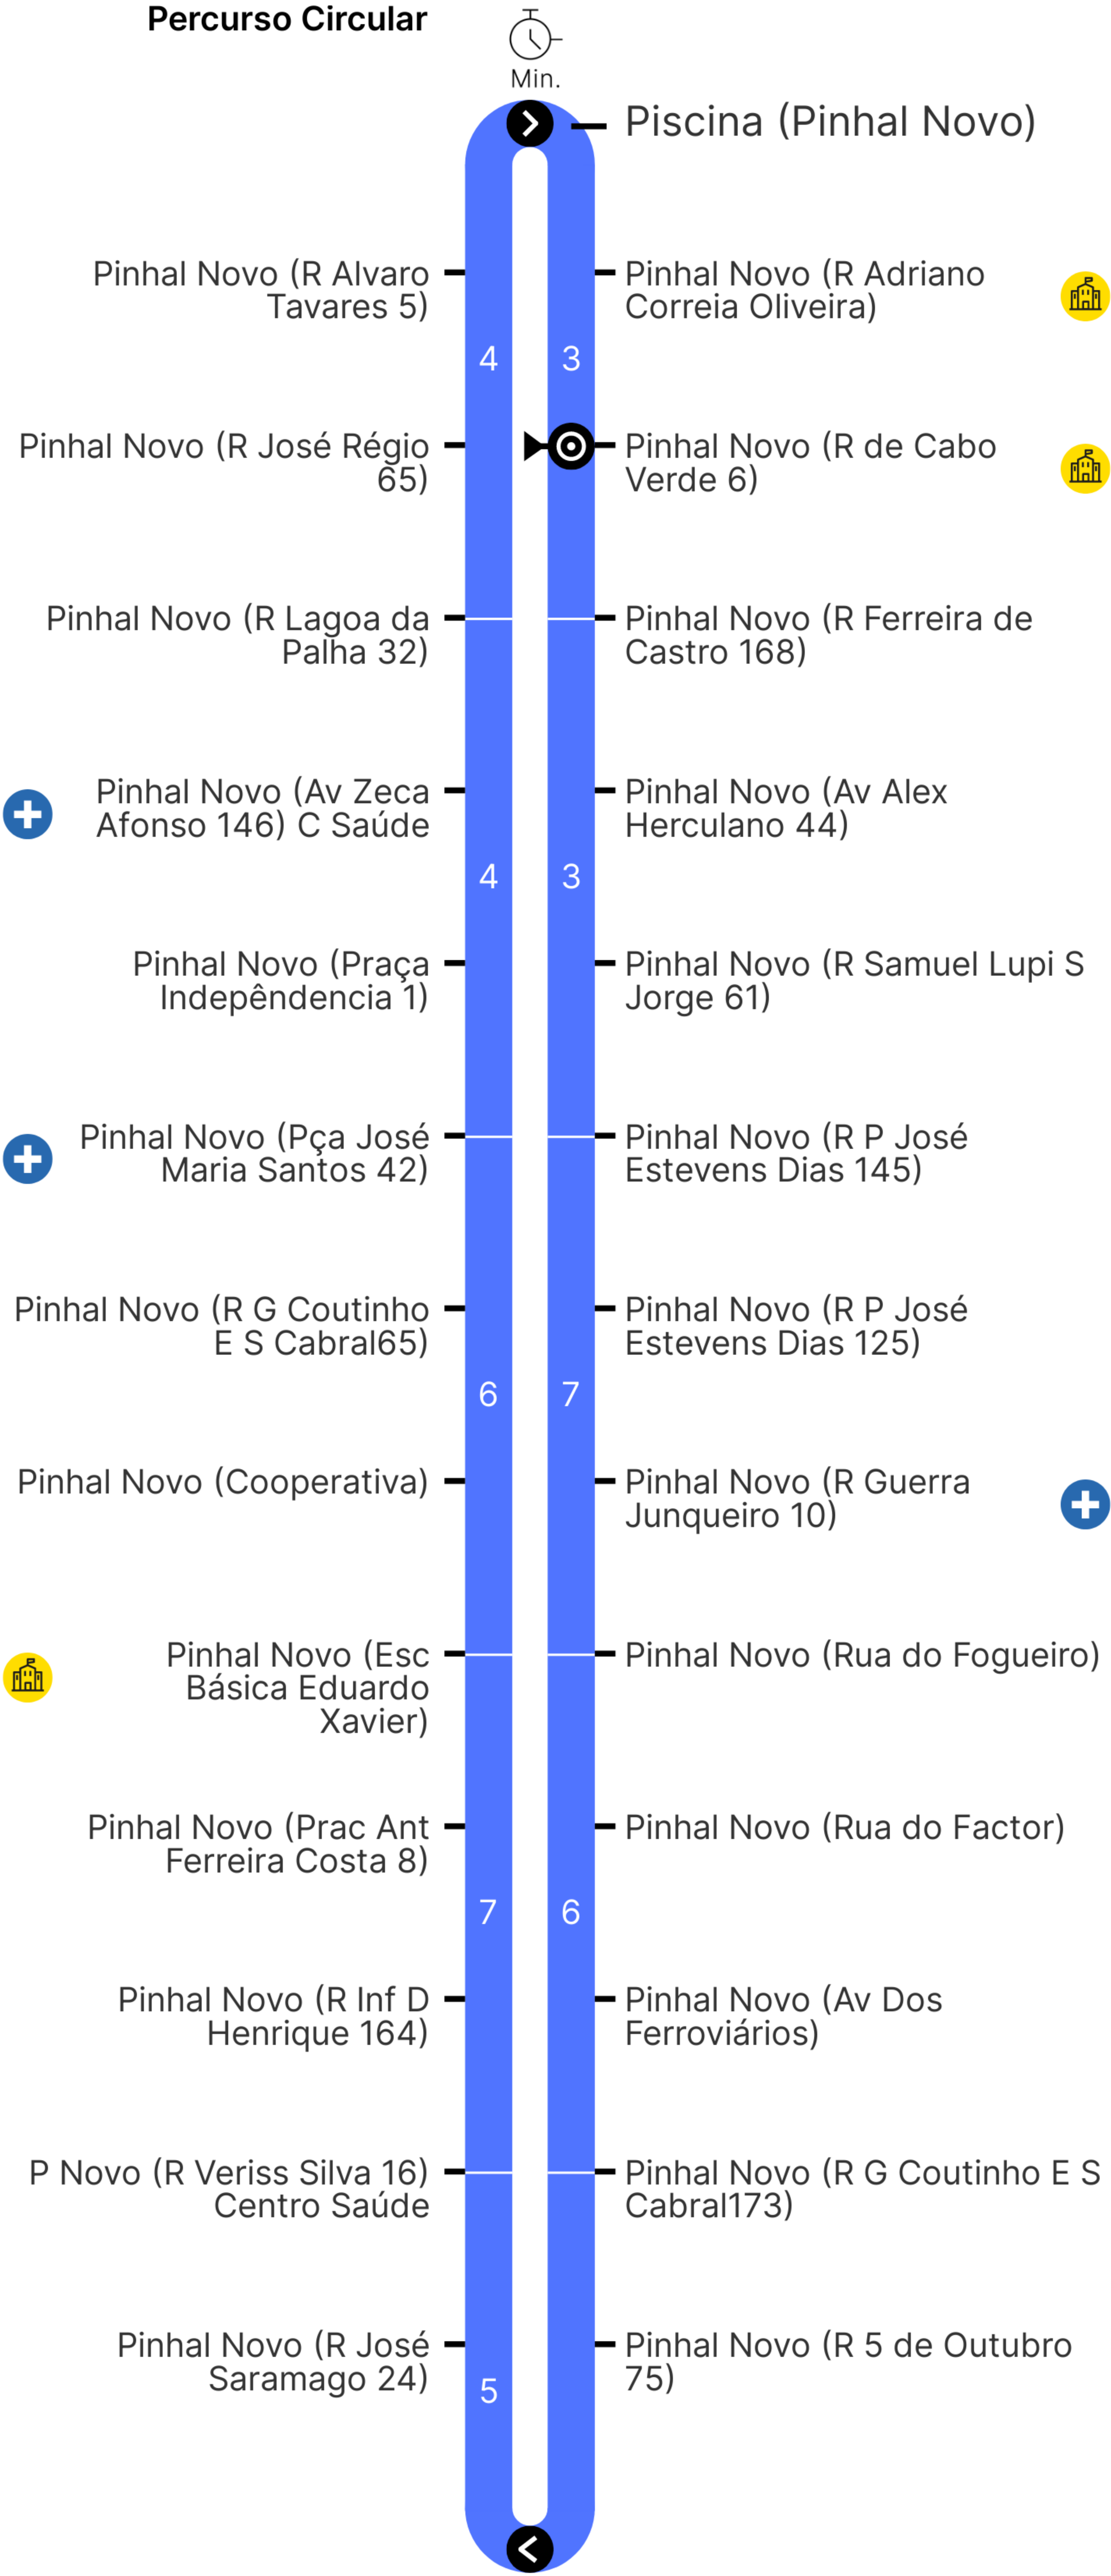 Percurso Circular
Min.
Piscina (Pinhal Novo)
Pinhal Novo (R Alvaro
Tavares 5)
Pinhal Novo (R Adriano
Correia Oliveira)
4
3
Pinhal Novo (R José Régio
65)
Pinhal Novo (R de Cabo
Verde 6)
Pinhal Novo (R Lagoa da
Palha 32)
Pinhal Novo (R Ferreira de
Castro 168)
Pinhal Novo (Av Zeca
Afonso 146) C Saúde
Pinhal Novo (Av Alex
Herculano 44)
4
3
Pinhal Novo (Praça
Indepêndencia 1)
Pinhal Novo (R Samuel Lupi S
Jorge 61)
Pinhal Novo (Pça José
Maria Santos 42)
Pinhal Novo (R P José
Estevens Dias 145)
Pinhal Novo (R G Coutinho
E S Cabral65)
Pinhal Novo (R P José
Estevens Dias 125)
6
7
Pinhal Novo (Cooperativa)
Pinhal Novo (R Guerra
Junqueiro 10)
Pinhal Novo (Esc
Básica Eduardo
Xavier)
Pinhal Novo (Rua do Fogueiro)
Pinhal Novo (Prac Ant
Ferreira Costa 8)
Pinhal Novo (Rua do Factor)
7
6
Pinhal Novo (R Inf D
Henrique 164)
Pinhal Novo (Av Dos
Ferroviários)
P Novo (R Veriss Silva 16)
Centro Saúde
Pinhal Novo (R G Coutinho E S
Cabral173)
Pinhal Novo (R José
Saramago 24)
Pinhal Novo (R 5 de Outubro
75)
5